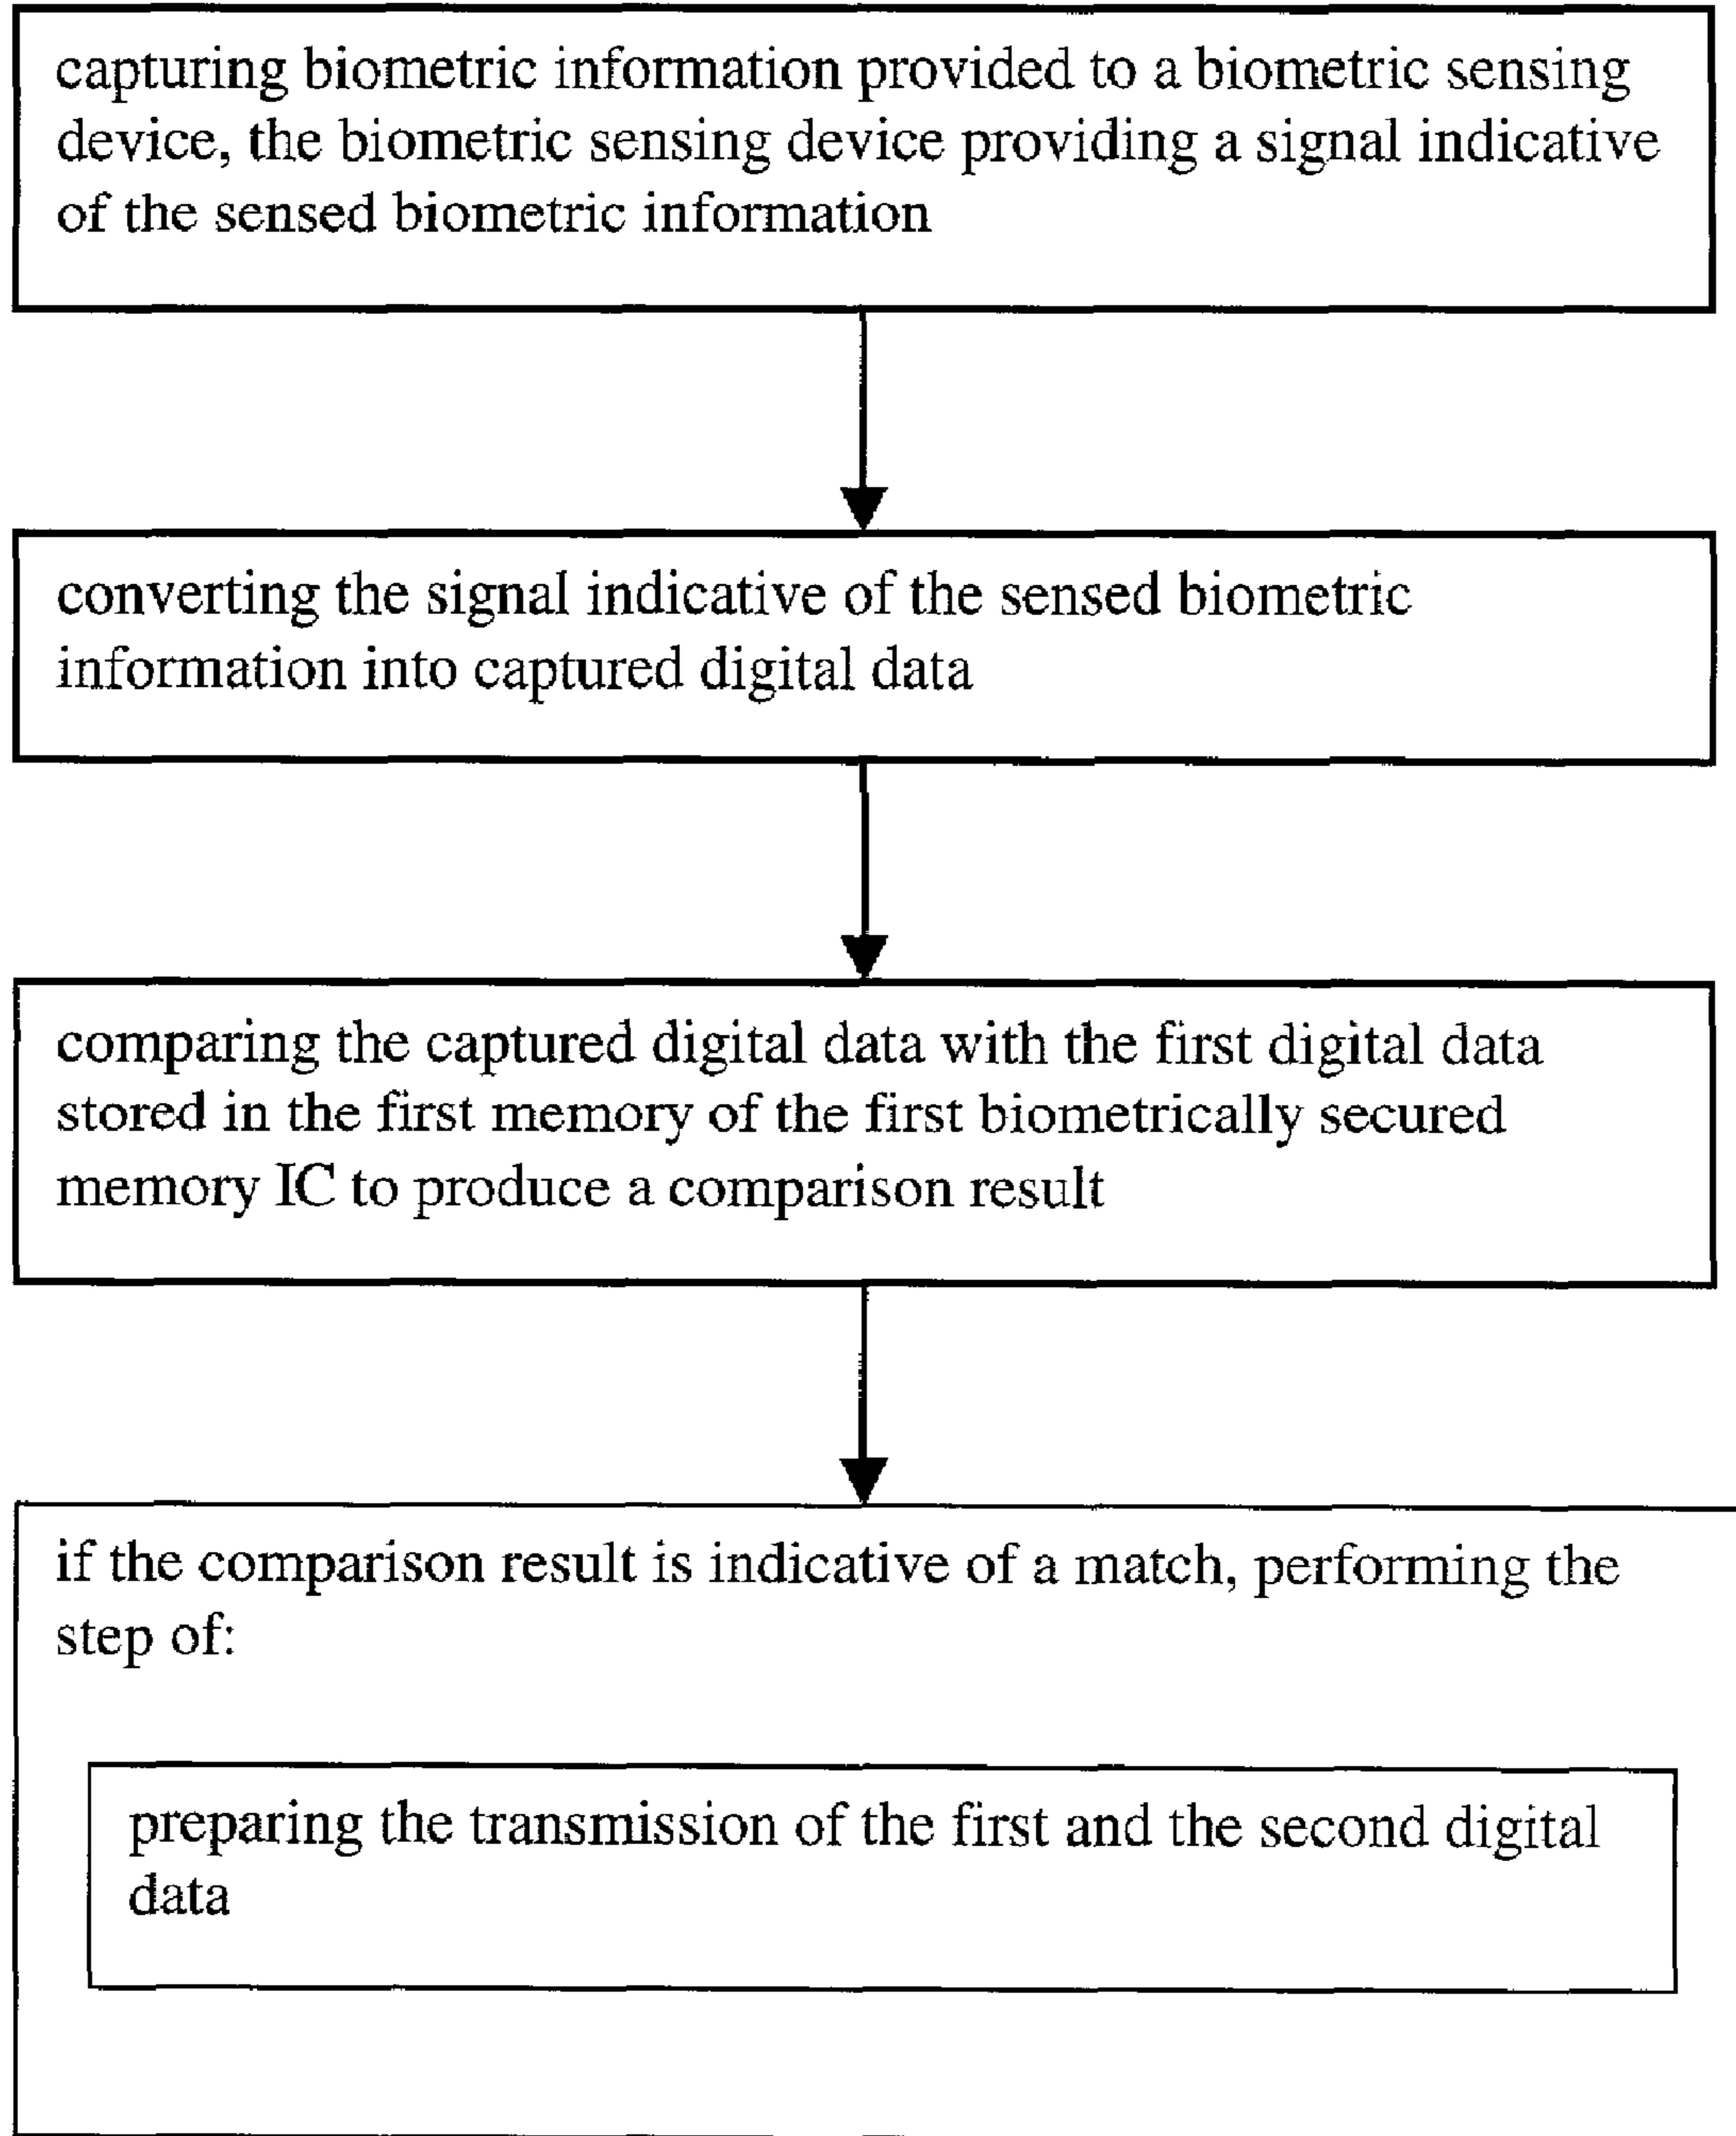 capturing biometric information provided to a biometric sensing
device, the biometric sensing device providing a signal indicative
of the sensed biometric information
converting the signal indicative of the sensed biometric
information into captured digital data
comparing the captured digital data with the first digital data
stored in the first memory of the first biometrically secured
memory IC to produce a comparison result
if the comparison result is indicative of a match, performing the
step of:
preparing the transmission of the first and the second digital
data